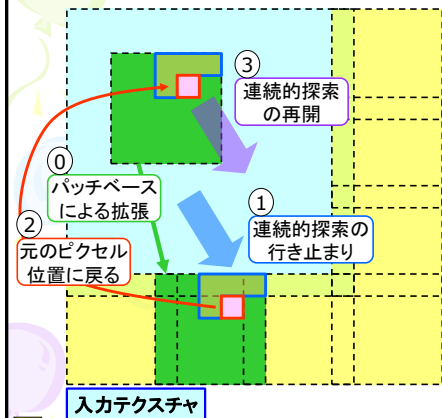 ③
連続的探索
の再開
⓪
パッチベース
による拡張
①
連続的探索の
行き止まり
②
元のピクセル
位置に戻る
入力テクスチャ